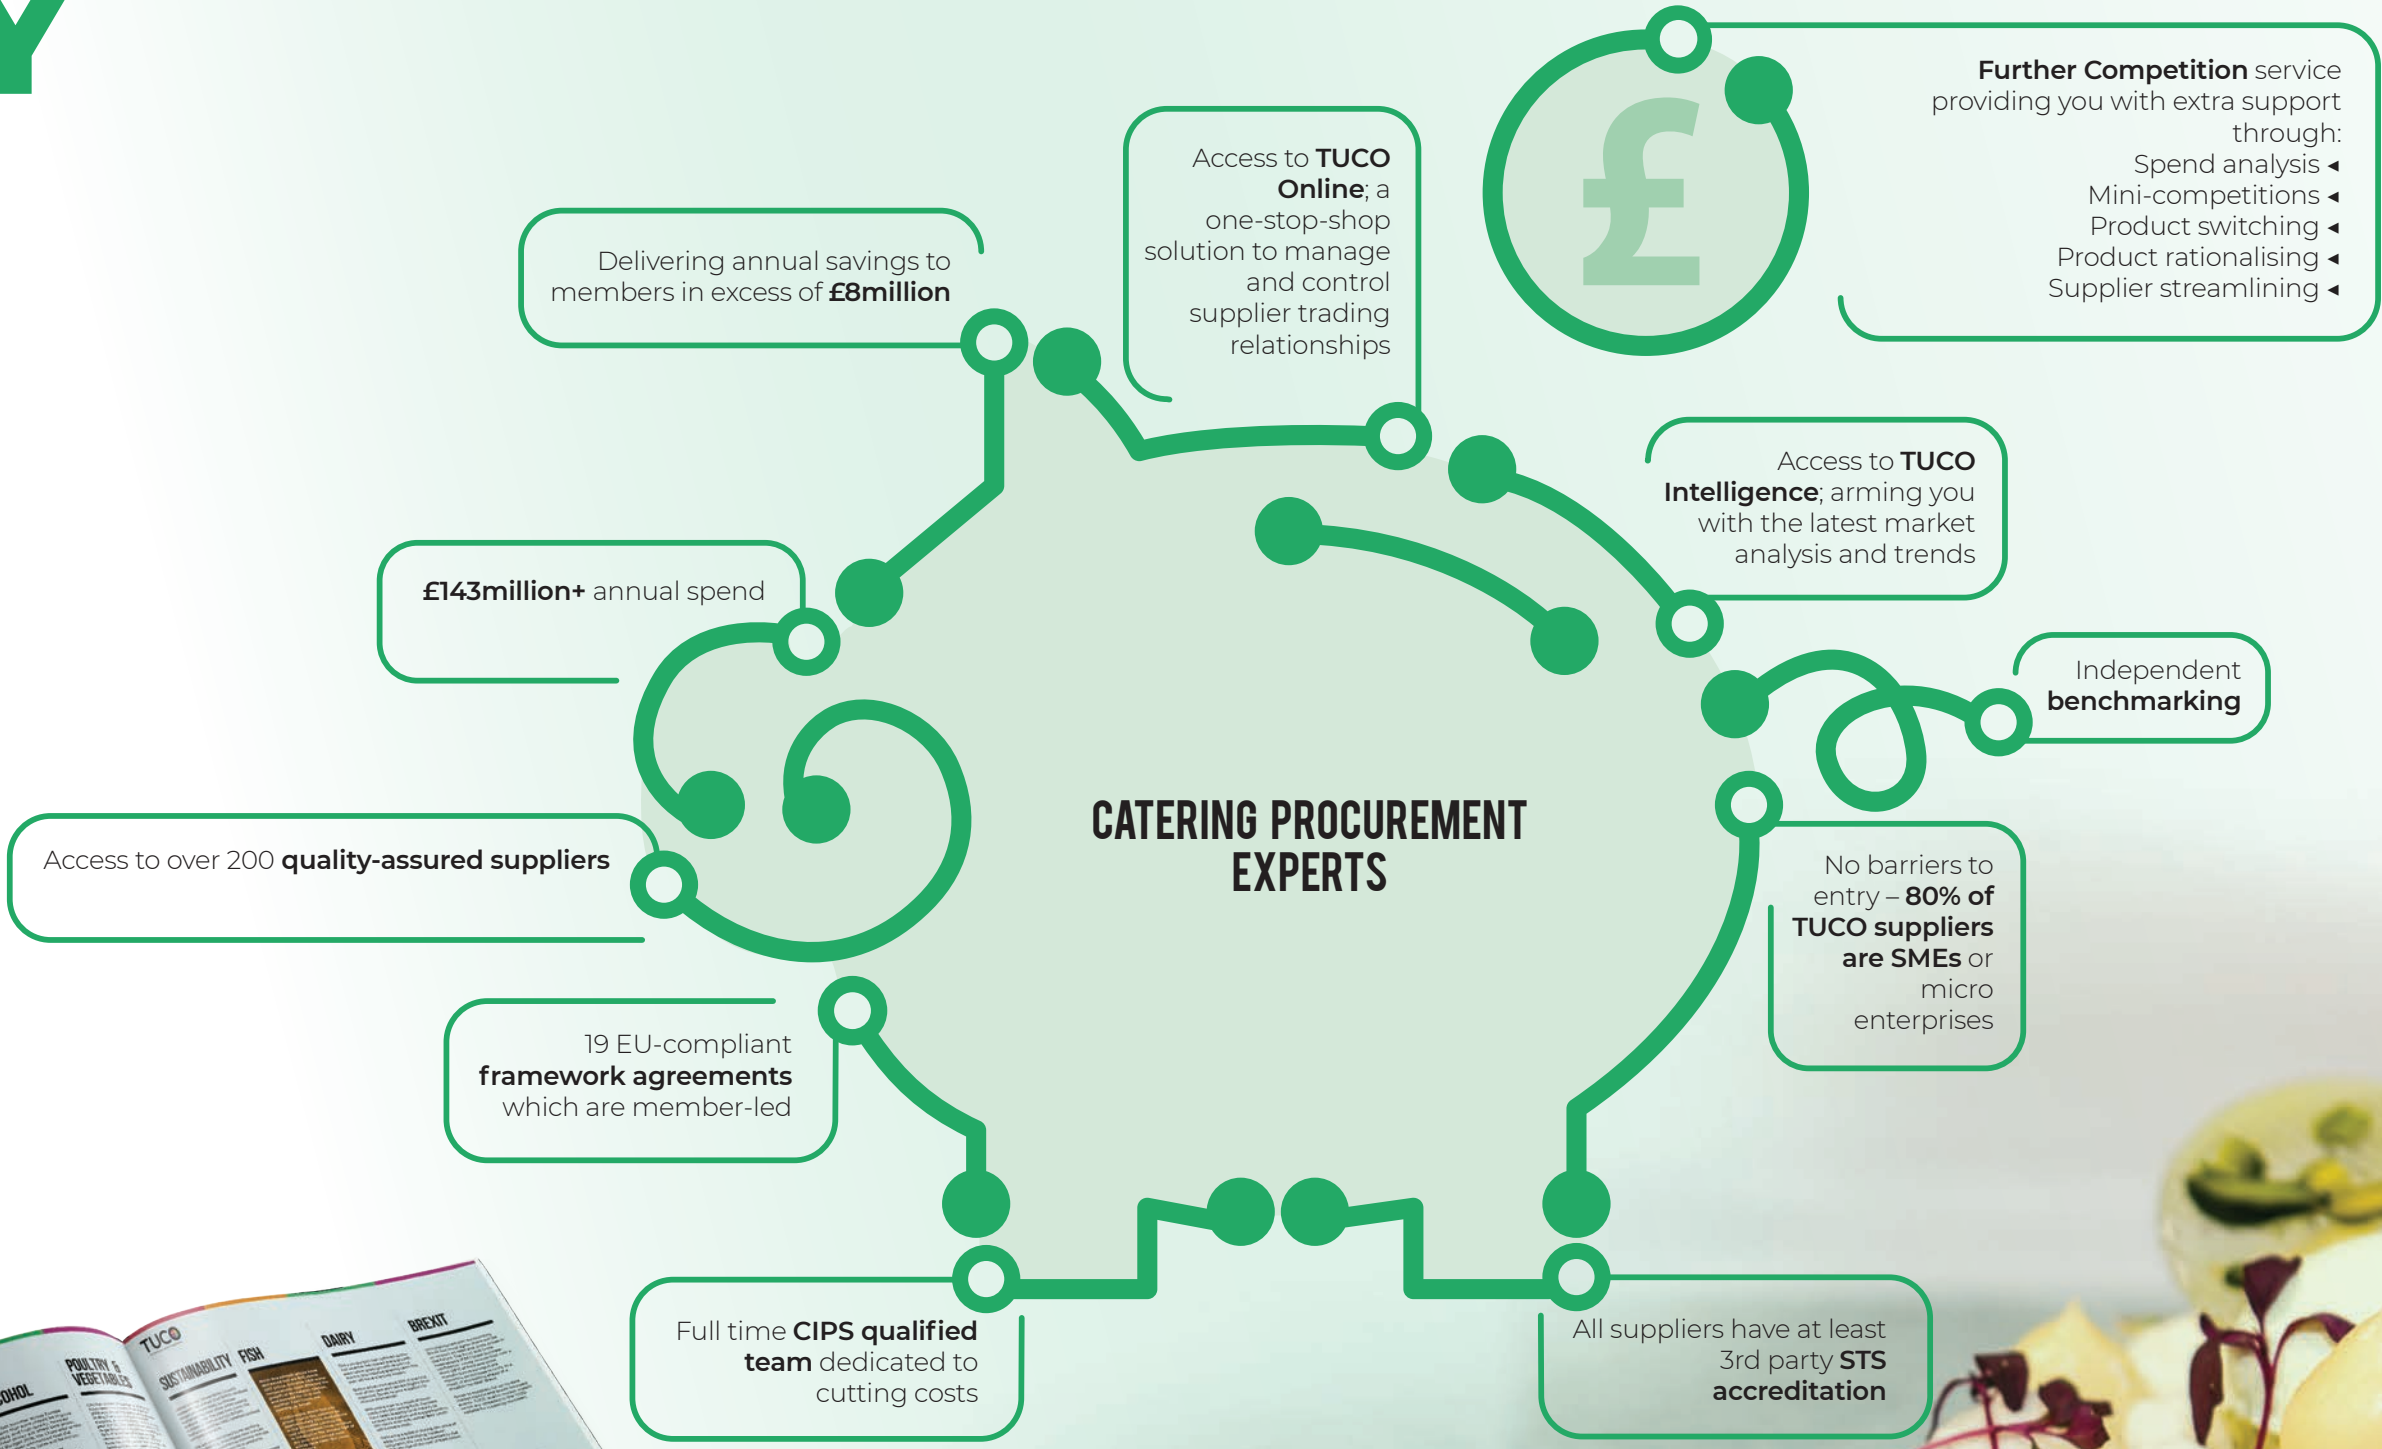 Y
Further Competition service
providing you with extra support
through:
Spend analysis ◂
Mini-competitions ◂
Product switching ◂
Product rationalising ◂
Supplier streamlining ◂
£
Access to TUCO
Online; a
one-stop-shop
solution to manage
and control
supplier trading
relationships
Delivering annual savings to
members in excess of £8million
Access to TUCO
Intelligence; arming you
with the latest market
analysis and trends
£143million+ annual spend
Independent
benchmarking
CATERING PROCUREMENT
EXPERTS
Access to over 200 quality-assured suppliers
No barriers to
entry – 80% of
TUCO suppliers
are SMEs or
micro
enterprises
19 EU-compliant
framework agreements
which are member-led
Full time CIPS qualified
team dedicated to
cutting costs
All suppliers have at least
3rd party STS
accreditation
TUCO
POULTRY &
VEGETABLES
SUSTAINABILITY
FISH
DAIRY
BREXIT